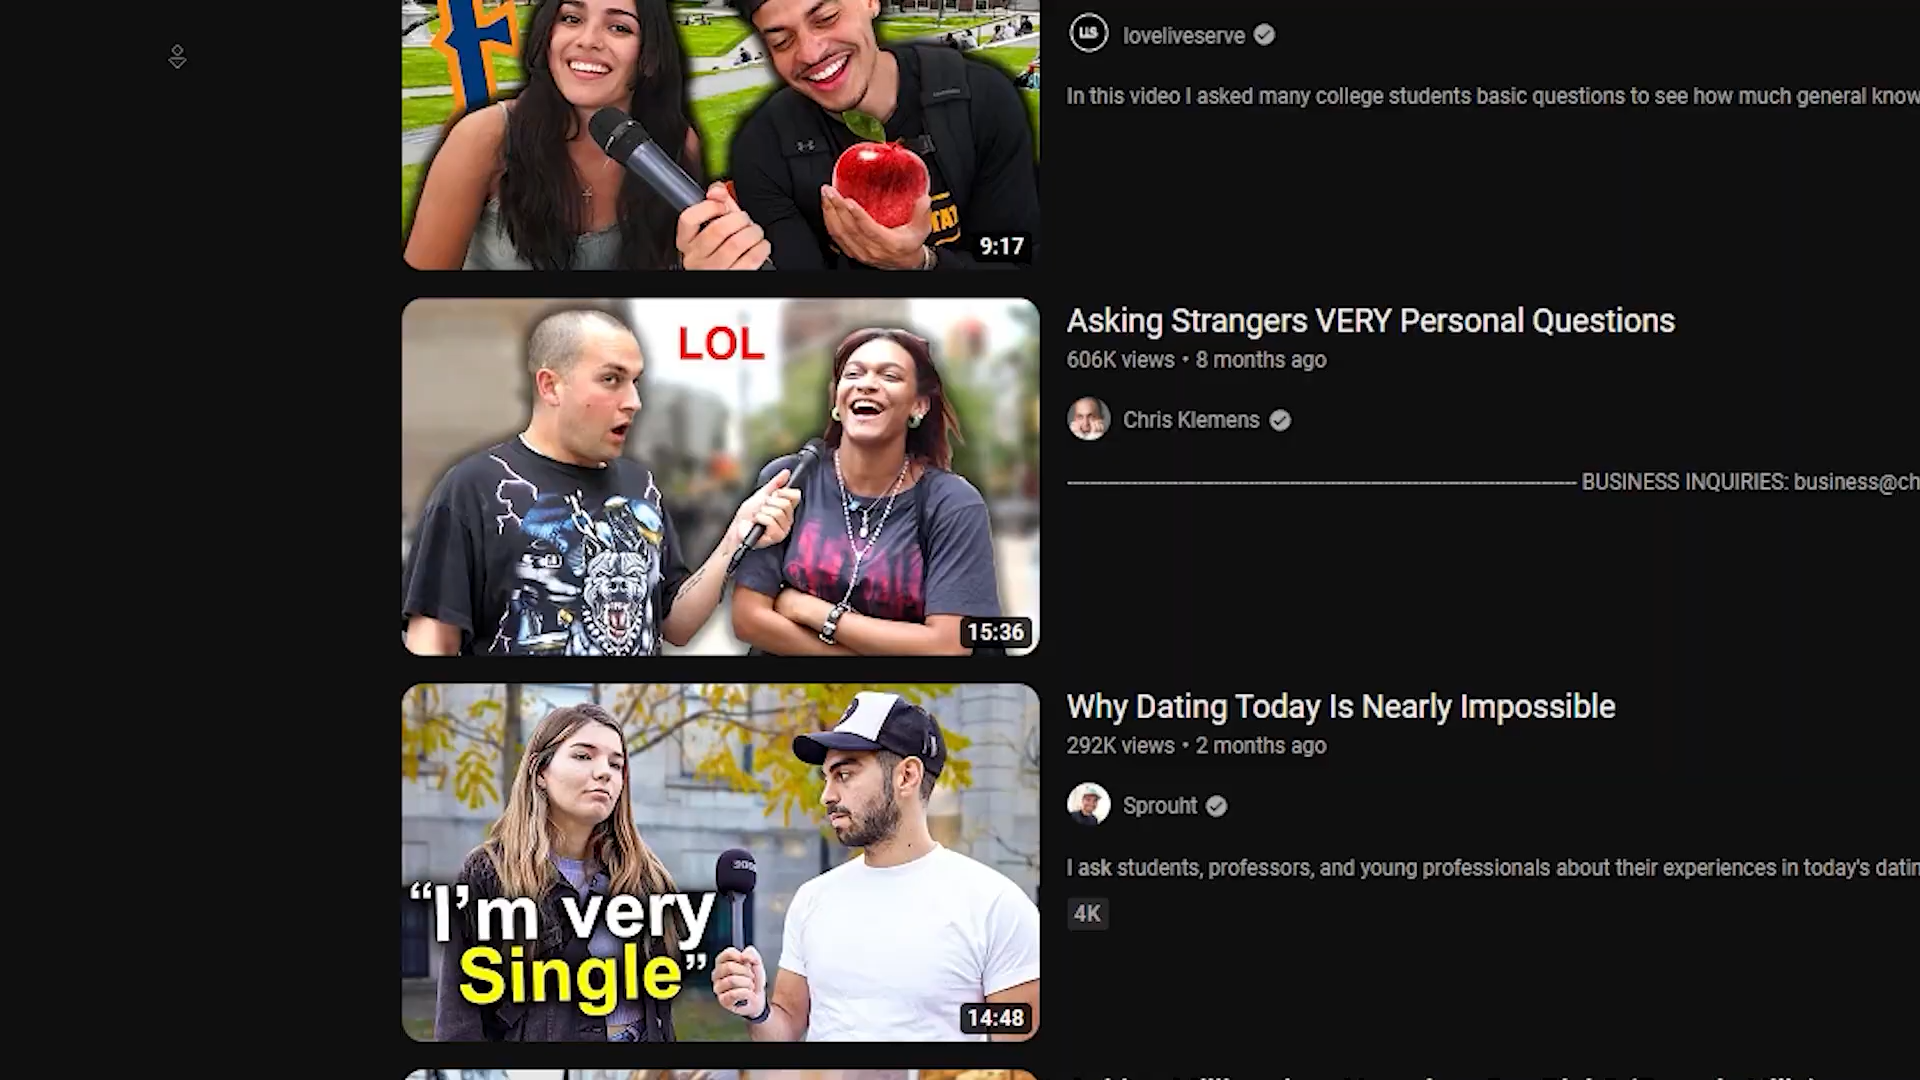 LLS
loveliveserve
In this video I asked many college students basic questions to see how much general know
TAT
9:17
LOL
15:36
Asking Strangers VERY Personal Questions
606K views • 8 months ago
Chris Klemens
BUSINESS INQUIRIES: business@ch
"I'm very
Single"
14:48
Why Dating Today Is Nearly Impossible
292K views • 2 months ago
Sprouht
I ask students, professors, and young professionals about their experiences in today's datin
4K